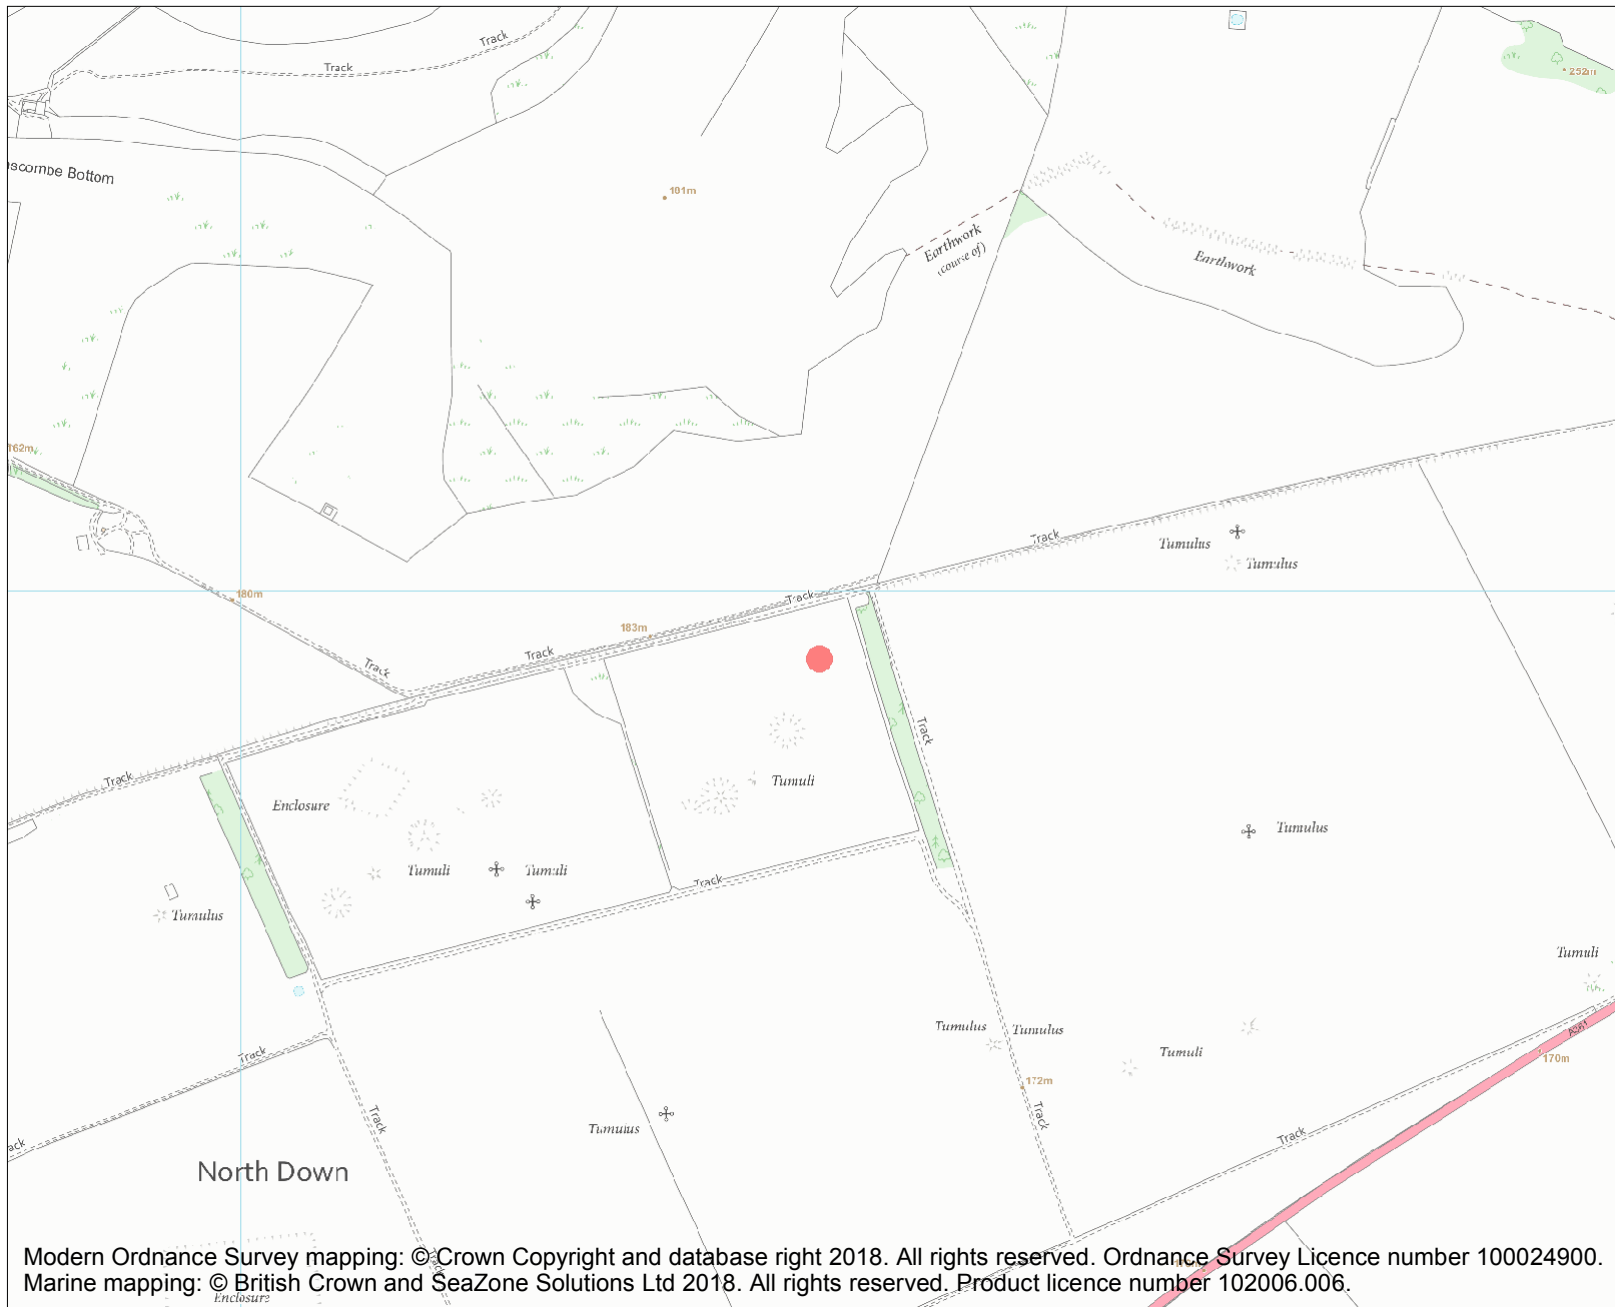 Track
Track
252m
scombe Bottom
181m
Earthwork
(course of)
Earthwork
162m
Track
Tumulus
Tumulus
180m
Track
183m
Track
Track
Track
Track
Enclosure
Tumuli
Tumulus
Tumuli
Tumuli
Track
Tumulus
Tumuli
Tumulus
Tumulus
Track
Tumuli
170m
172m
Track
Track
Tumulus
Track
ack
North Down
Track
Modern Ordnance Survey mapping: © Crown Copyright and database right 2018. All rights reserved. Ordnance Survey Licence number 100024900.
Marine mapping: © British Crown and SeaZone Solutions Ltd 2018. All rights reserved. Product licence number 102006.006.
Enclosure